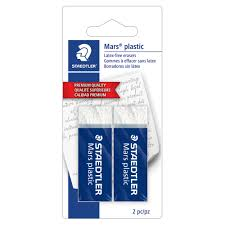 STAEDTLER
Mars® plastic
Latex-free erasers
Gommes à effacer sans latex
Borradores sin látex
PREMIUM QUALITY
QUALITÉ SUPÉRIEURE
CALIDAD PREMIUM
STAEDTLER
Mars plastic
STAEDTLER
Mars plastic
2 pc/pz